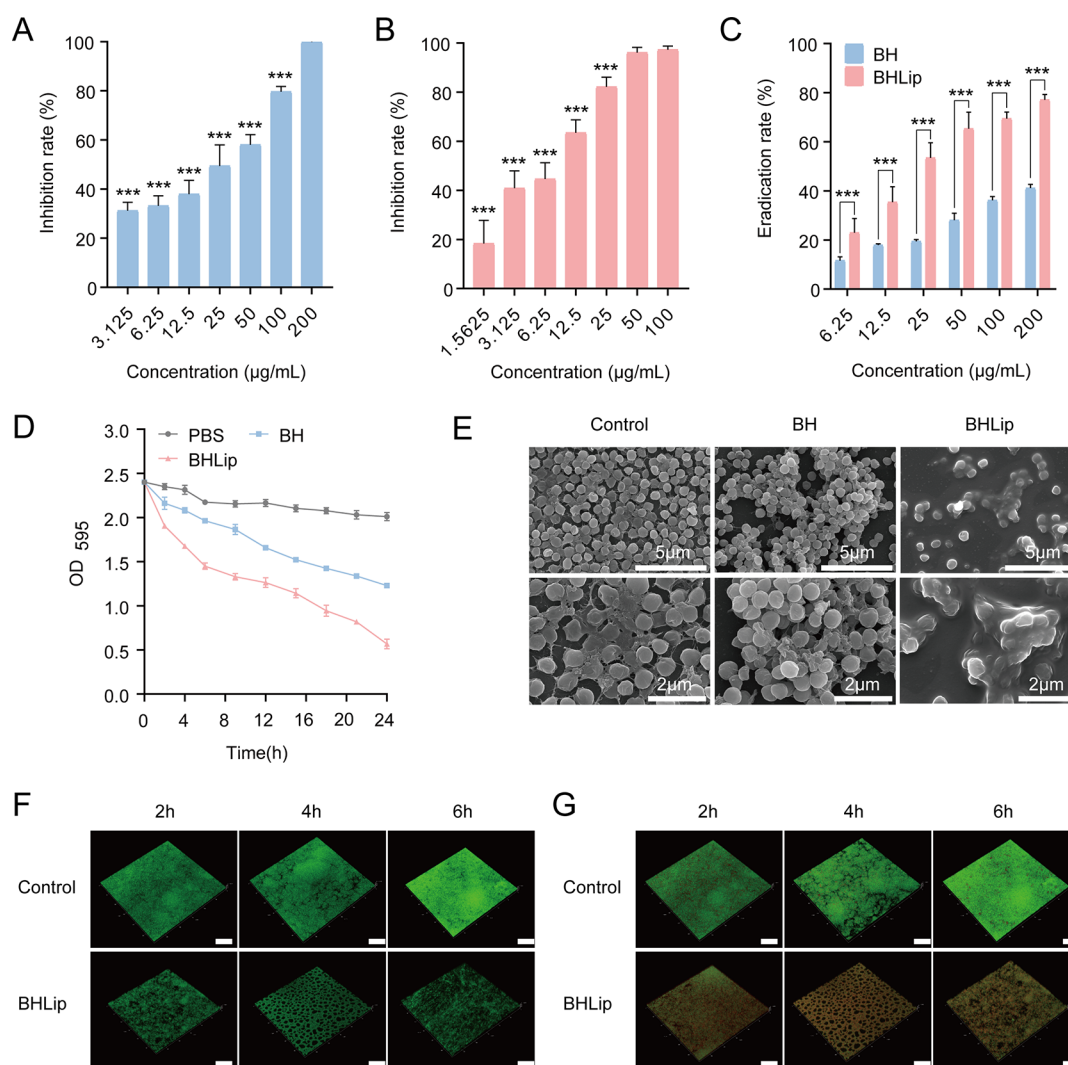 A
Inhibition rate (%)
100
80
60
40
20
0
*** *** *** *** *** ***
3.125 6.25 12.5 25 50 100 200
Concentration (µg/mL)
B
Inhibition rate (%)
100
80
60
40
20
0
*** *** *** *** ***
1.5625 3.125 6.25 12.5 25 50 100
Concentration (µg/mL)
C
Eradication rate (%)
BH
BHLip
100
80
60
40
20
0
*** *** *** *** *** ***
6.25 12.5 25 50 100 200
Concentration (µg/mL)
D
PBS BH
BHLip
OD 595
3.0
2.5
2.0
1.5
1.0
0.5
0.0
0 4 8 12 16 20 24
Time(h)
E
Control BH BHLip
5µm 5µm 5µm
2µm 2µm 2µm
F
2h 4h 6h
Control
BHLip
G
2h 4h 6h
Control
BHLip